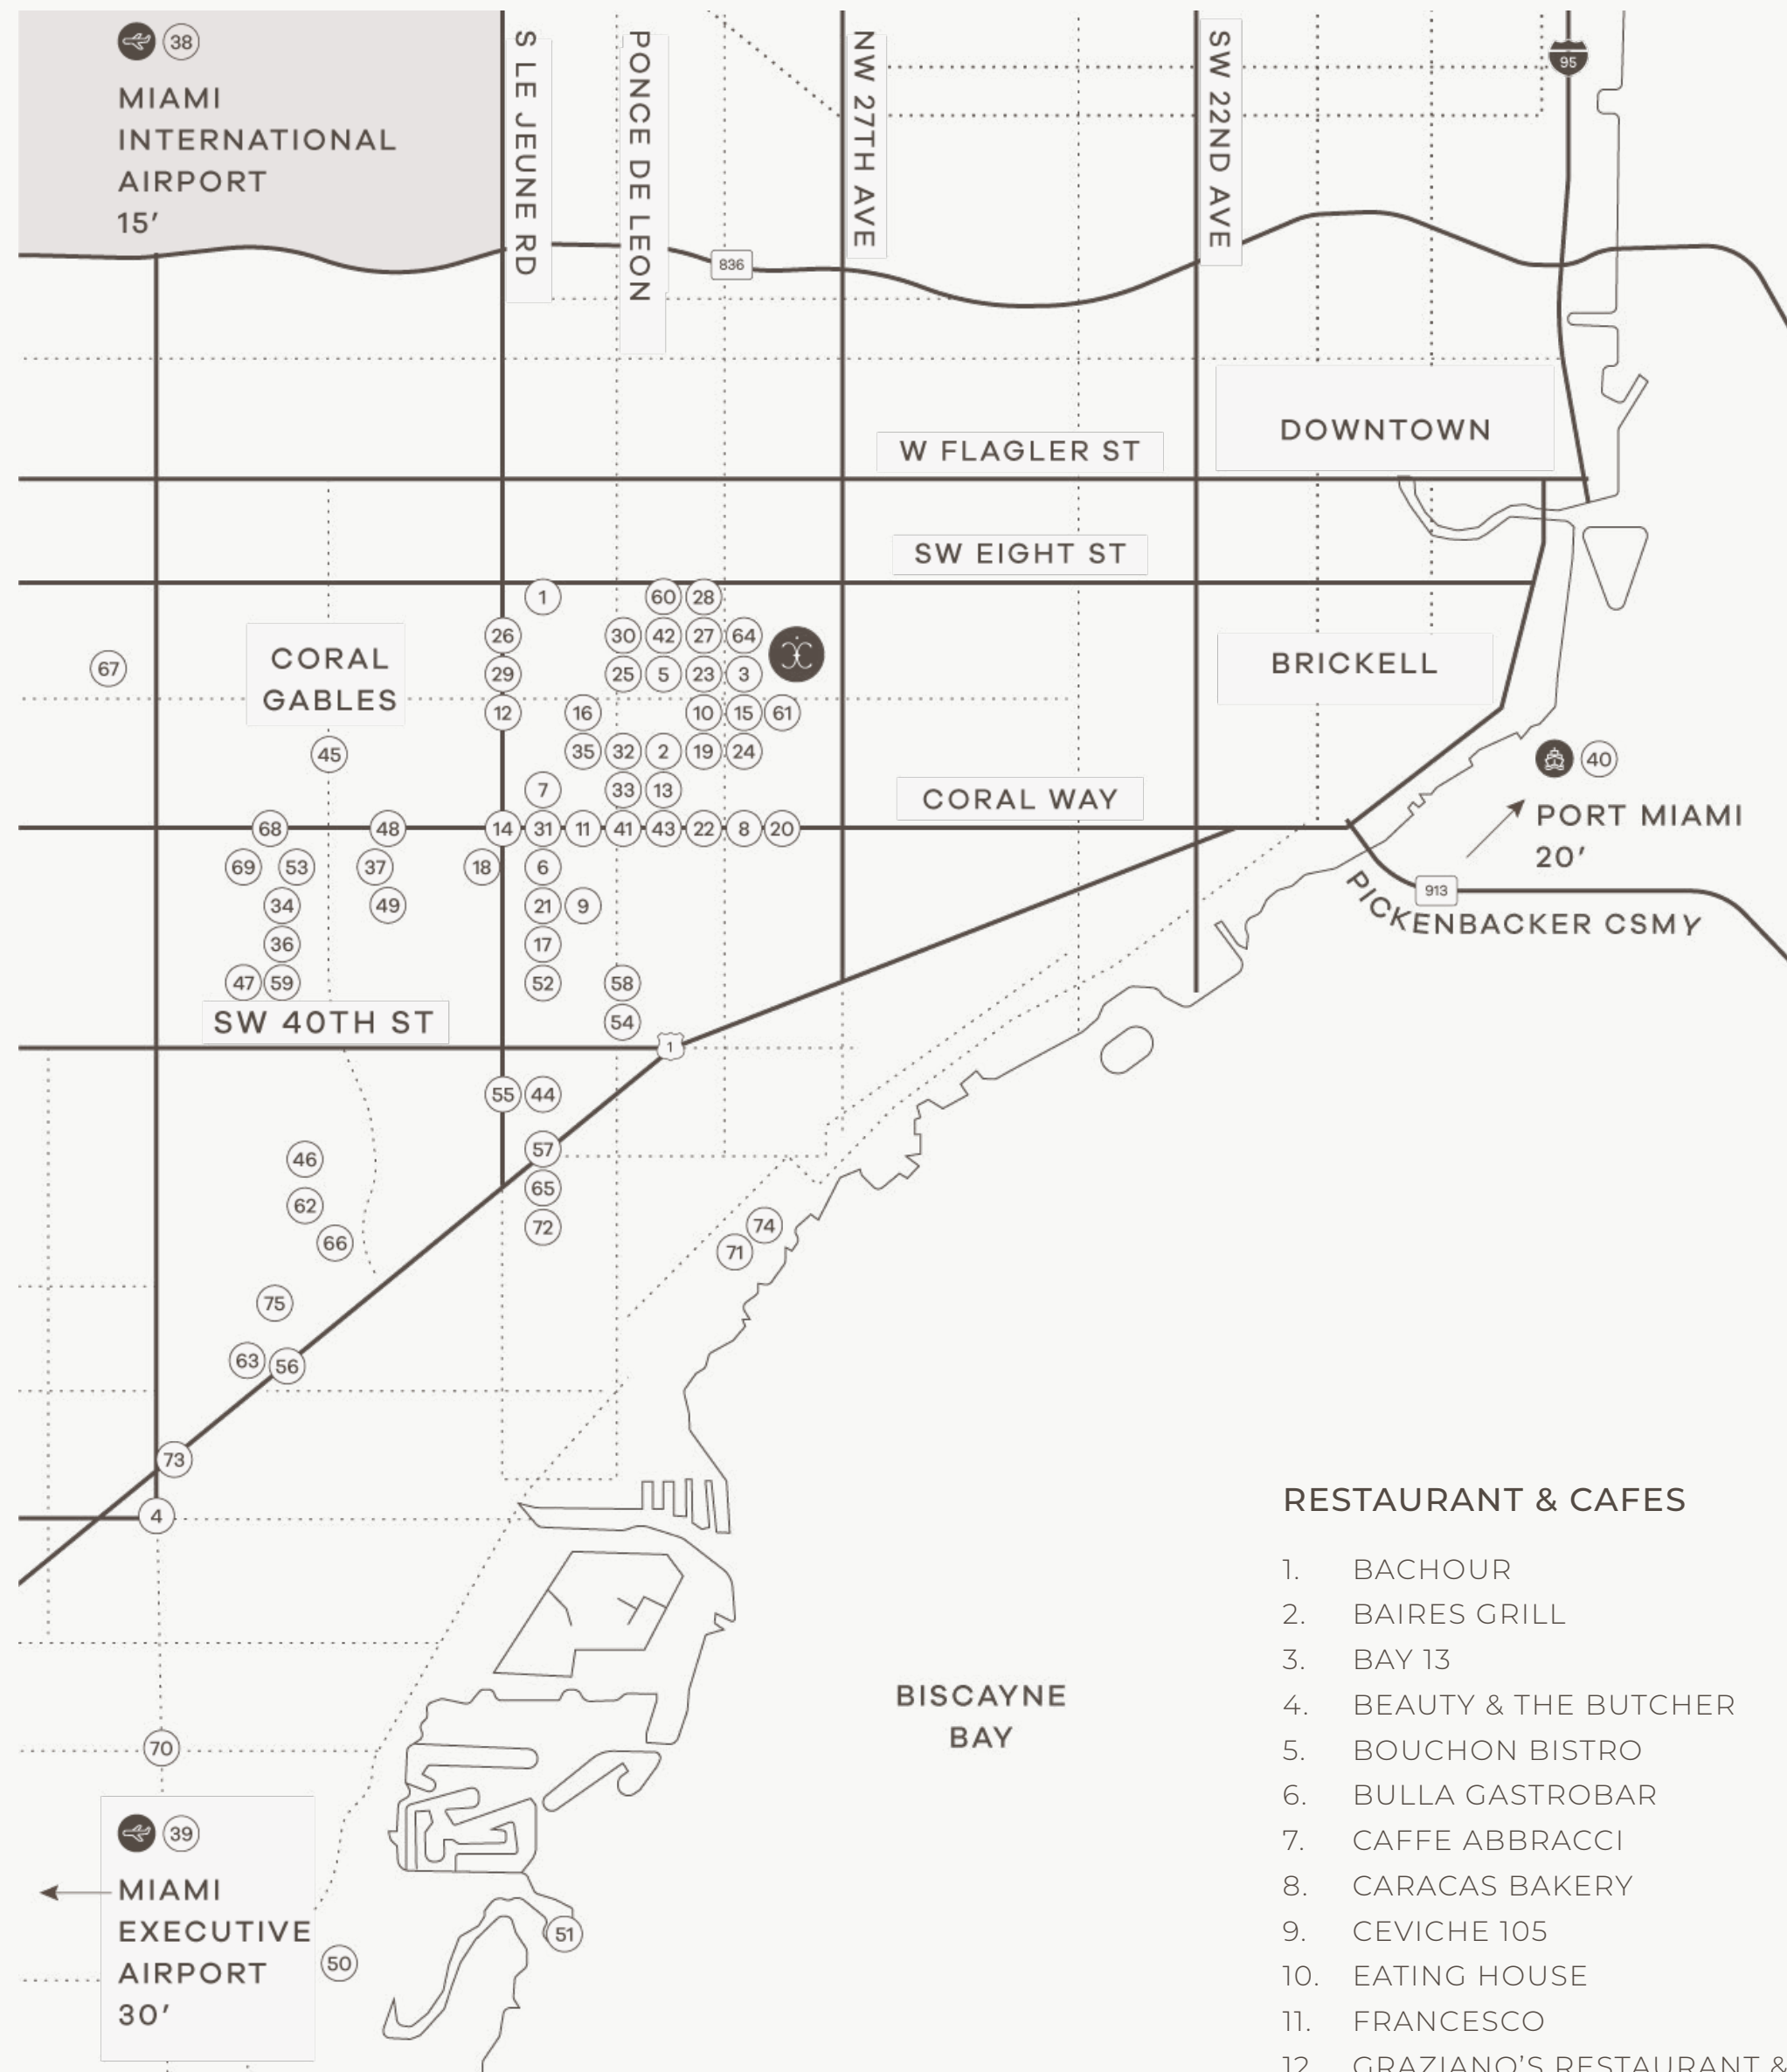 38
MIAMI
INTERNATIONAL
AIRPORT
15′
S LE JEUNE RD
PONCE DE LEON
NW 27TH AVE
SW 22ND AVE
95
836
DOWNTOWN
W FLAGLER ST
SW EIGHT ST
1 60 28
26 30 42 27 64
67
CORAL
GABLES
29 25 5 23 3
BRICKELL
12 16 10 15 61
45
35 32 2 19 24
40
PORT MIAMI
20′
7 33 13
CORAL WAY
68 48 14 31 11 41 43 22 8 20
69 53 37 18 6
913
PICKENBACKER CSMY
34 49 21 9
36 17
47 59 52 58
SW 40TH ST
54
1
55 44
46 57
62 65
66 72
74
71
75
63 56
73
4
70
39
MIAMI
EXECUTIVE
AIRPORT
30′
50
51
BISCAYNE
BAY
RESTAURANT & CAFES
1. BACHOUR
2. BAIRES GRILL
3. BAY 13
4. BEAUTY & THE BUTCHER
5. BOUCHON BISTRO
6. BULLA GASTROBAR
7. CAFFE ABBRACCI
8. CARACAS BAKERY
9. CEVICHE 105
10. EATING HOUSE
11. FRANCESCO
12. GRAZIANO'S RESTAURANT &